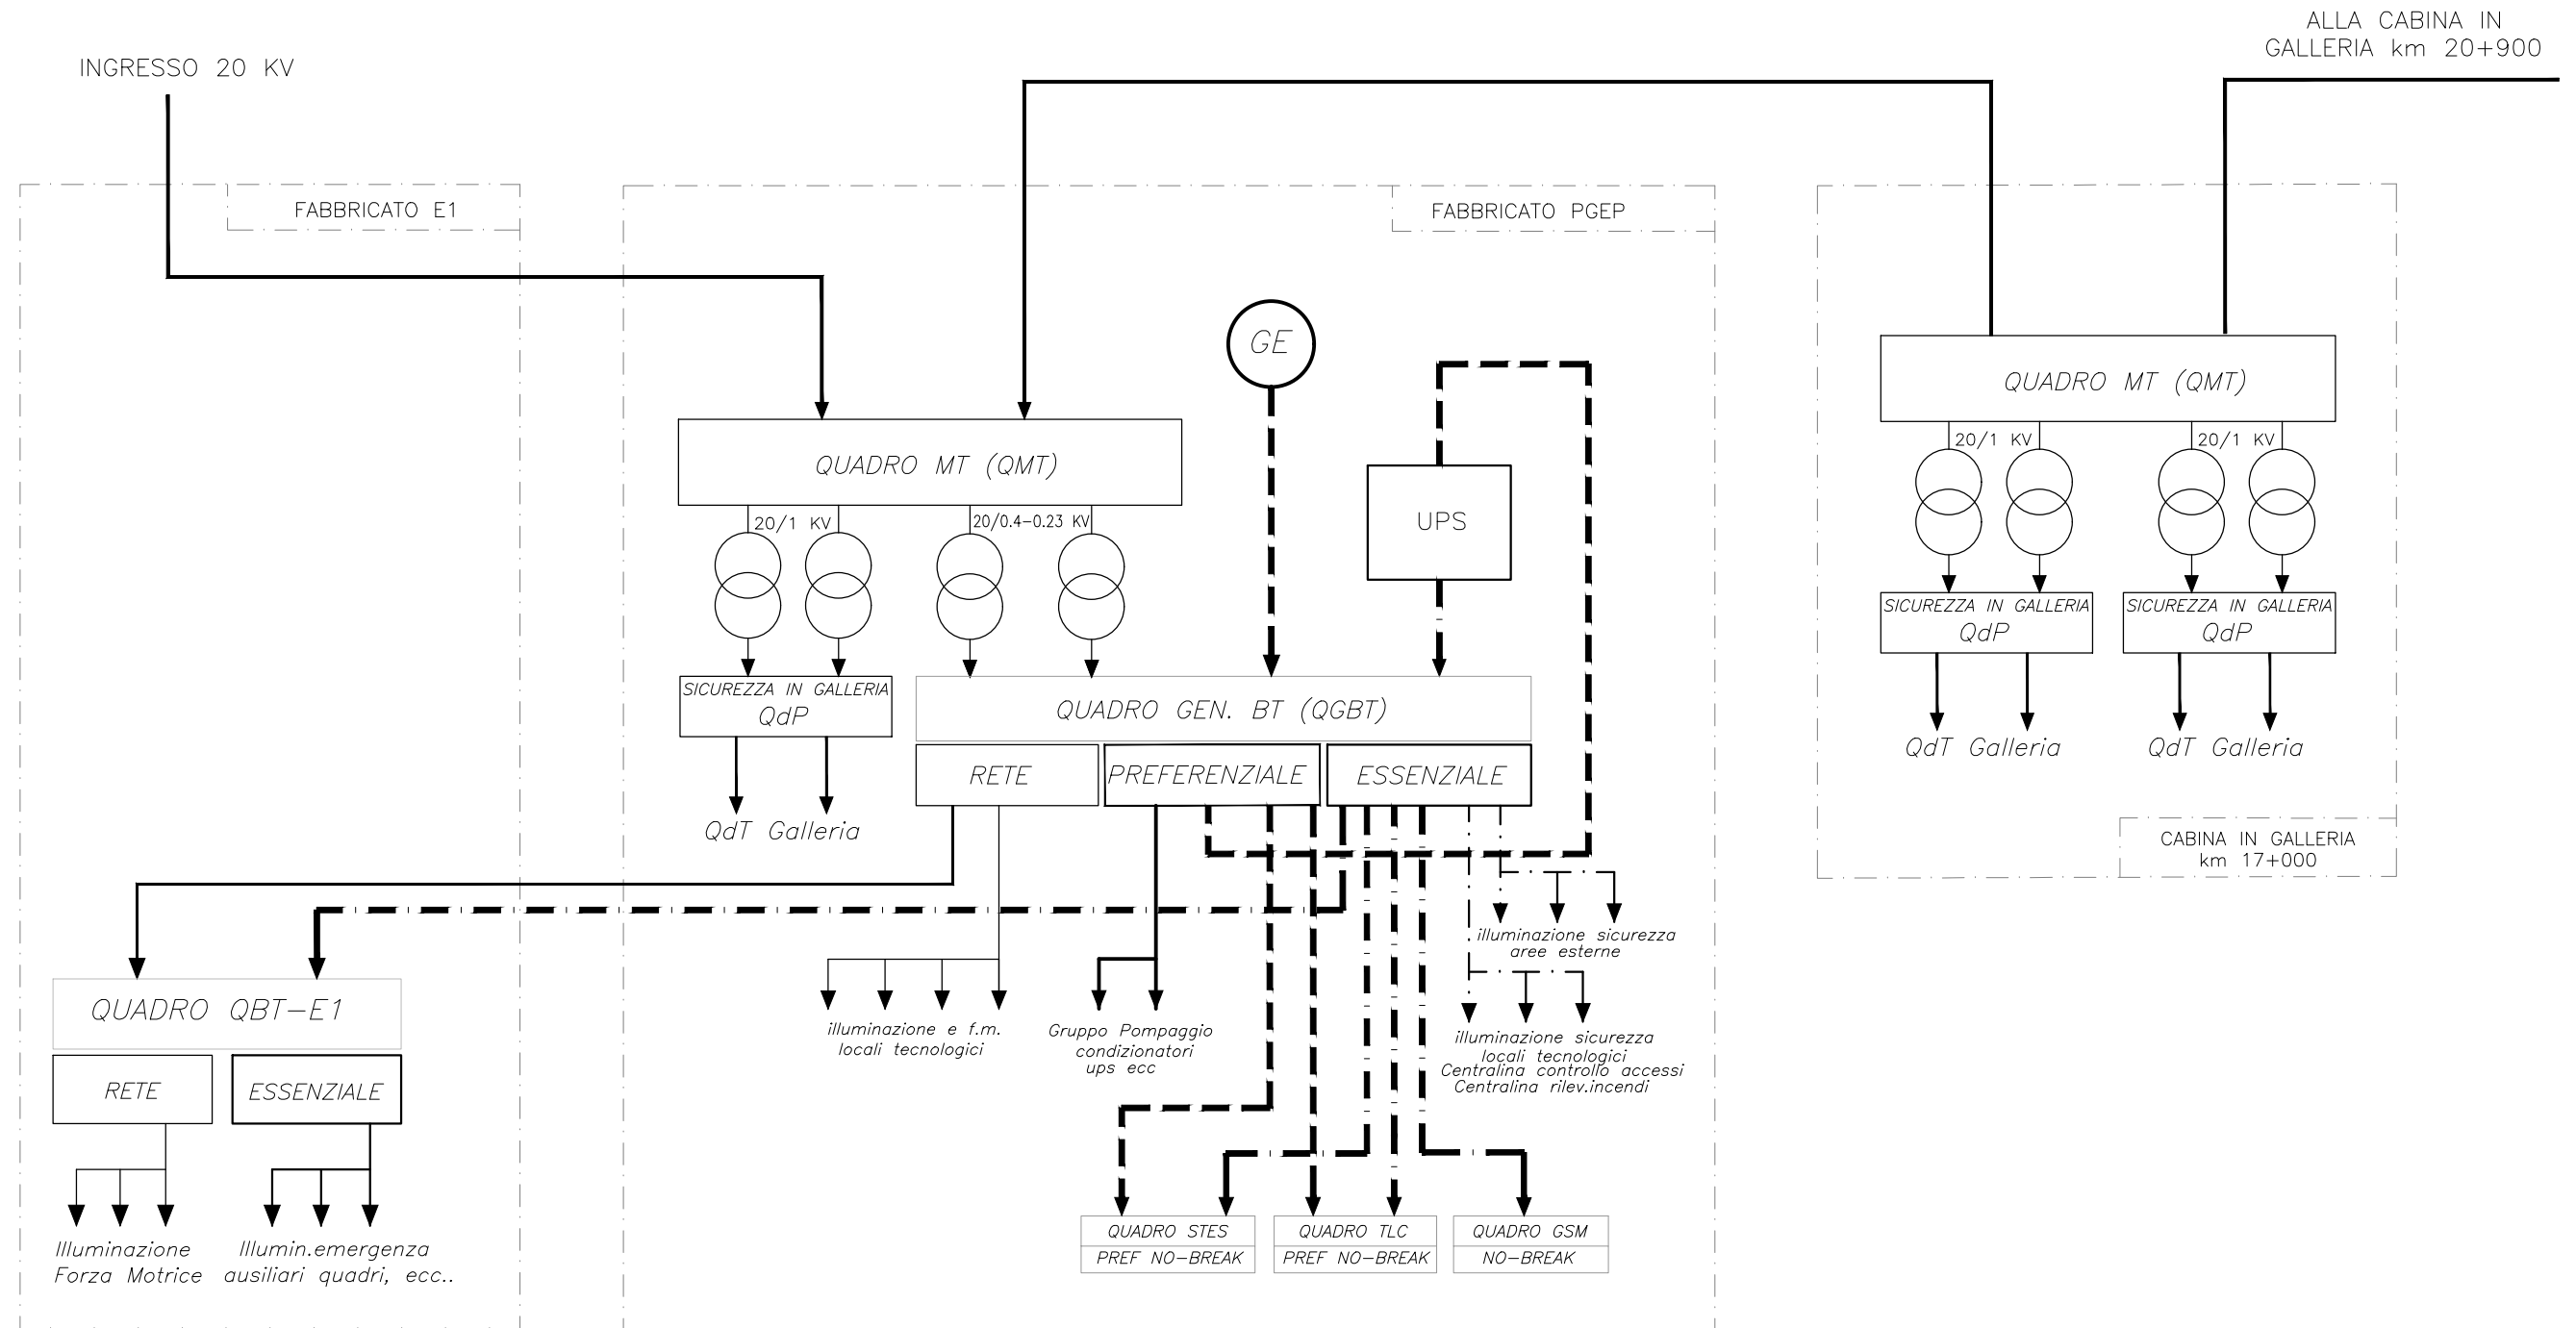 ALLA CABINA IN
GALLERIA km 20+900
INGRESSO 20 KV
FABBRICATO E1
FABBRICATO PGEP
GE
QUADRO MT (QMT)
20/1 KV
20/1 KV
QUADRO MT (QMT)
20/1 KV
20/0.4-0.23 KV
UPS
SICUREZZA IN GALLERIA
QdP
SICUREZZA IN GALLERIA
QdP
SICUREZZA IN GALLERIA
QdP
QUADRO GEN. BT (QGBT)
QdT Galleria
QdT Galleria
RETE
PREFERENZIALE
ESSENZIALE
QdT Galleria
CABINA IN GALLERIA
km 17+000
illuminazione sicurezza
aree esterne
QUADRO QBT-E1
illuminazione e f.m.
locali tecnologici
Gruppo Pompaggio
condizionatori
ups ecc
illuminazione sicurezza
locali tecnologici
Centralina controllo accessi
Centralina rilev.incendi
RETE
ESSENZIALE
Illuminazione
Forza Motrice
Illumin.emergenza
ausiliari quadri, ecc..
QUADRO STES
PREF NO-BREAK
QUADRO TLC
PREF NO-BREAK
QUADRO GSM
NO-BREAK